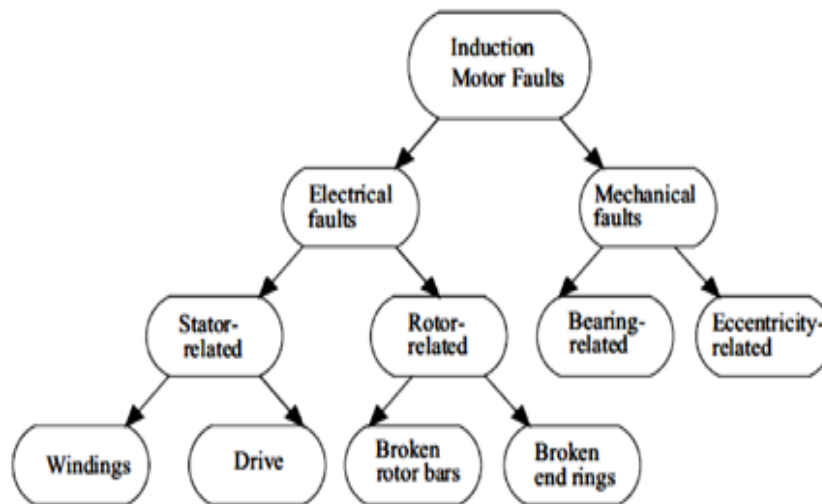 Induction
Motor Faults
Electrical
faults
Mechanical
faults
Stator-
related
Rotor-
related
Bearing-
related
Eccentricity-
related
Windings
Drive
Broken
rotor bars
Broken
end rings